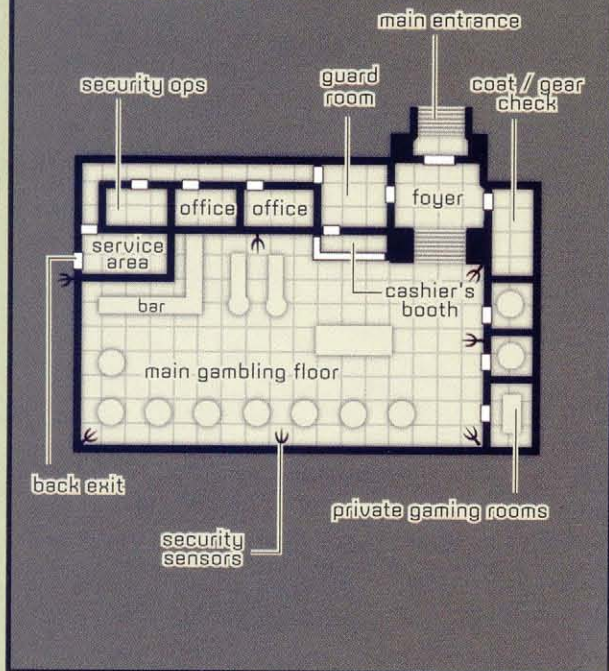 main entrance
security ops
guard
room
coat / gear
check
office
office
foyer
service
area
cashier's
booth
bar
main gambling floor
back exit
private gaming rooms
security
sensors